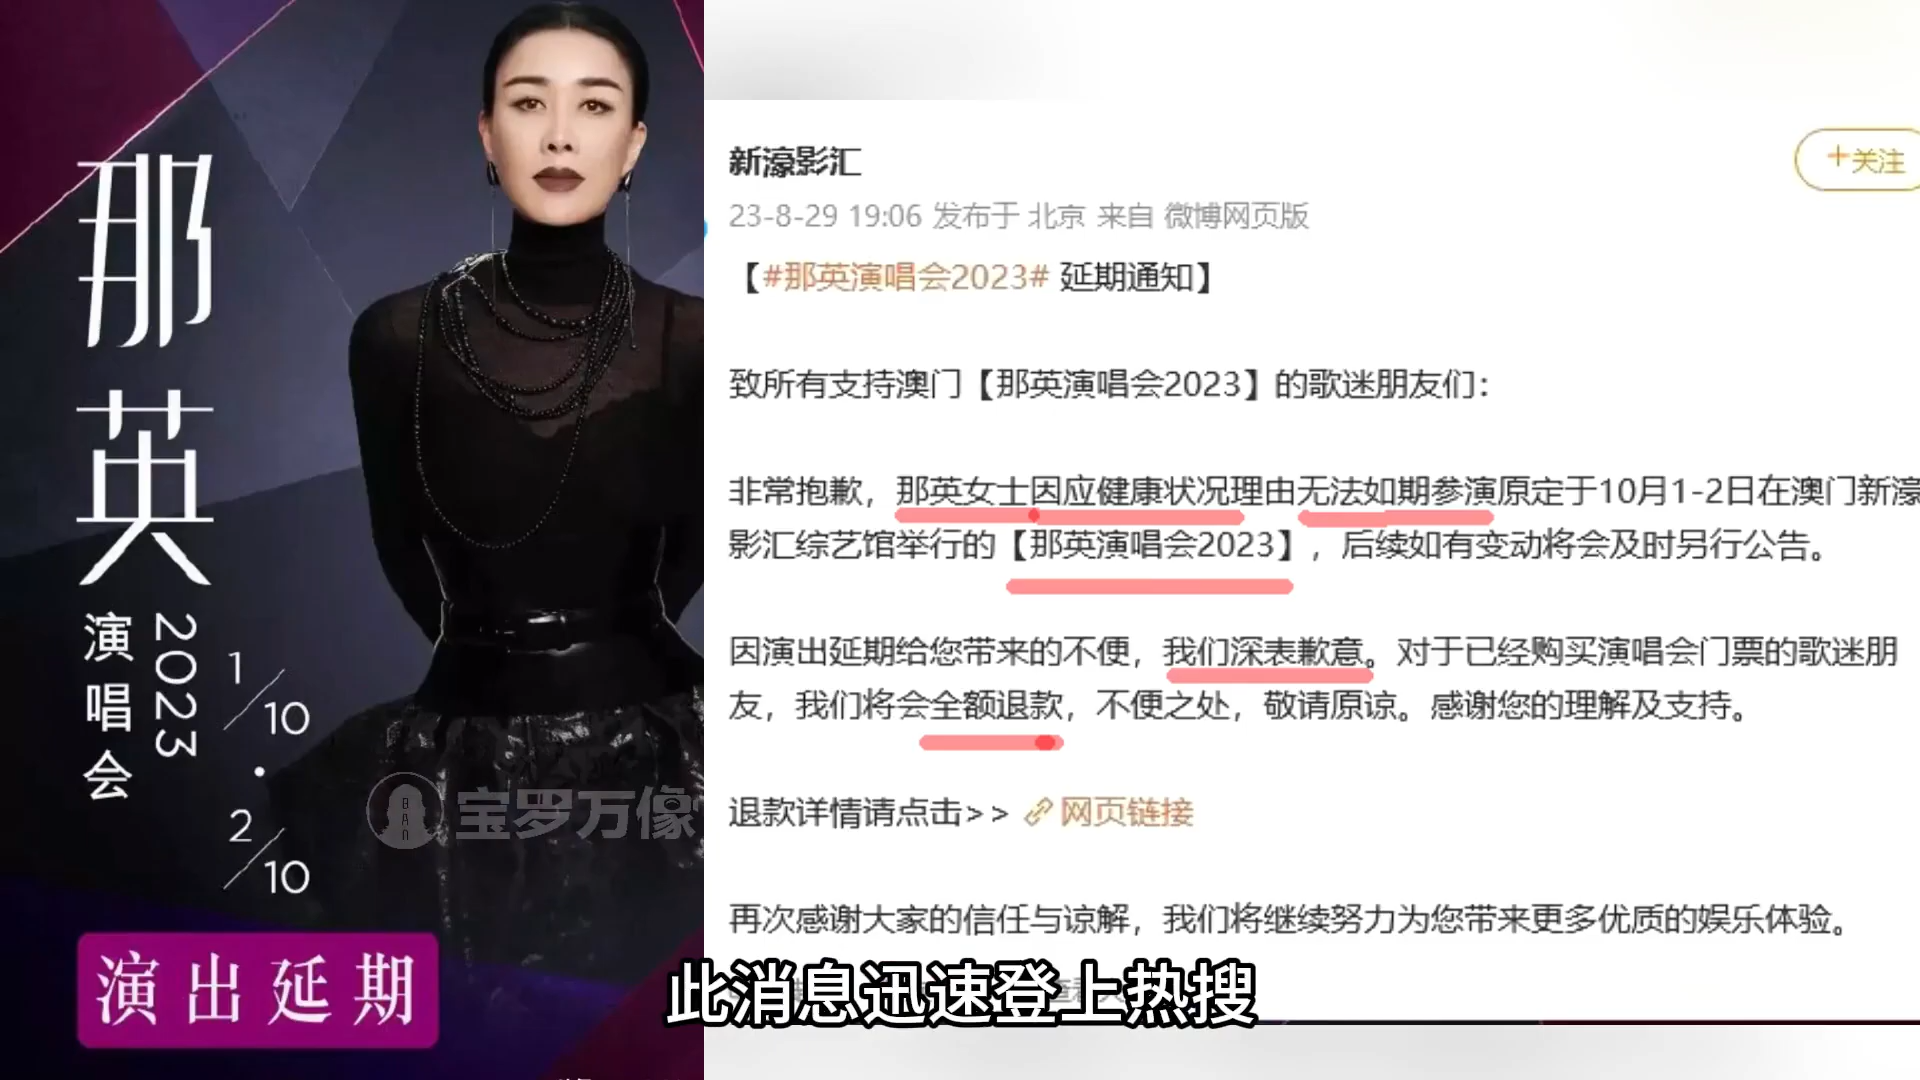 那英
演唱会
2023
1/10
·
2/10
演出延期
BAN
宝罗万像
新濠影汇
+关注
23-8-29 19:06 发布于 北京 来自 微博网页版
【#那英演唱会2023# 延期通知】
致所有支持澳门【那英演唱会2023】的歌迷朋友们：
非常抱歉，那英女士因应健康状况理由无法如期参演原定于10月1-2日在澳门新濠
影汇综艺馆举行的【那英演唱会2023】，后续如有变动将会及时另行公告。
因演出延期给您带来的不便，我们深表歉意。对于已经购买演唱会门票的歌迷朋
友，我们将会全额退款，不便之处，敬请原谅。感谢您的理解及支持。
退款详情请点击>> 网页链接
再次感谢大家的信任与谅解，我们将继续努力为您带来更多优质的娱乐体验。
此消息迅速登上热搜